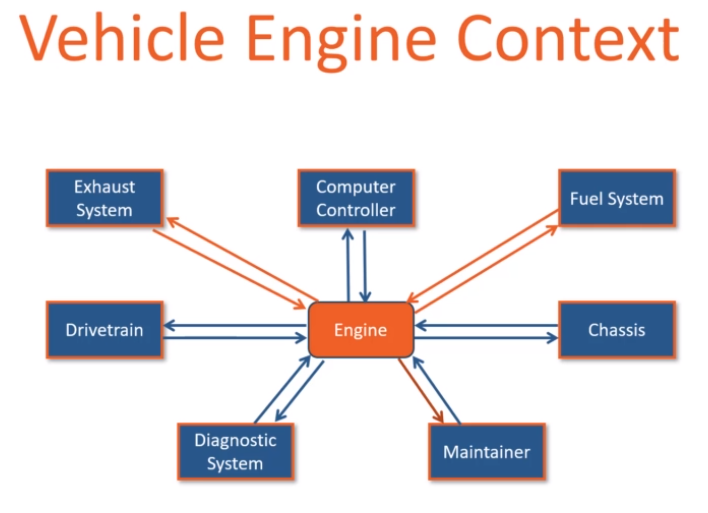 Vehicle Engine Context
Exhaust
System
Computer
Controller
Fuel System
Drivetrain
Engine
Chassis
Diagnostic
System
Maintainer